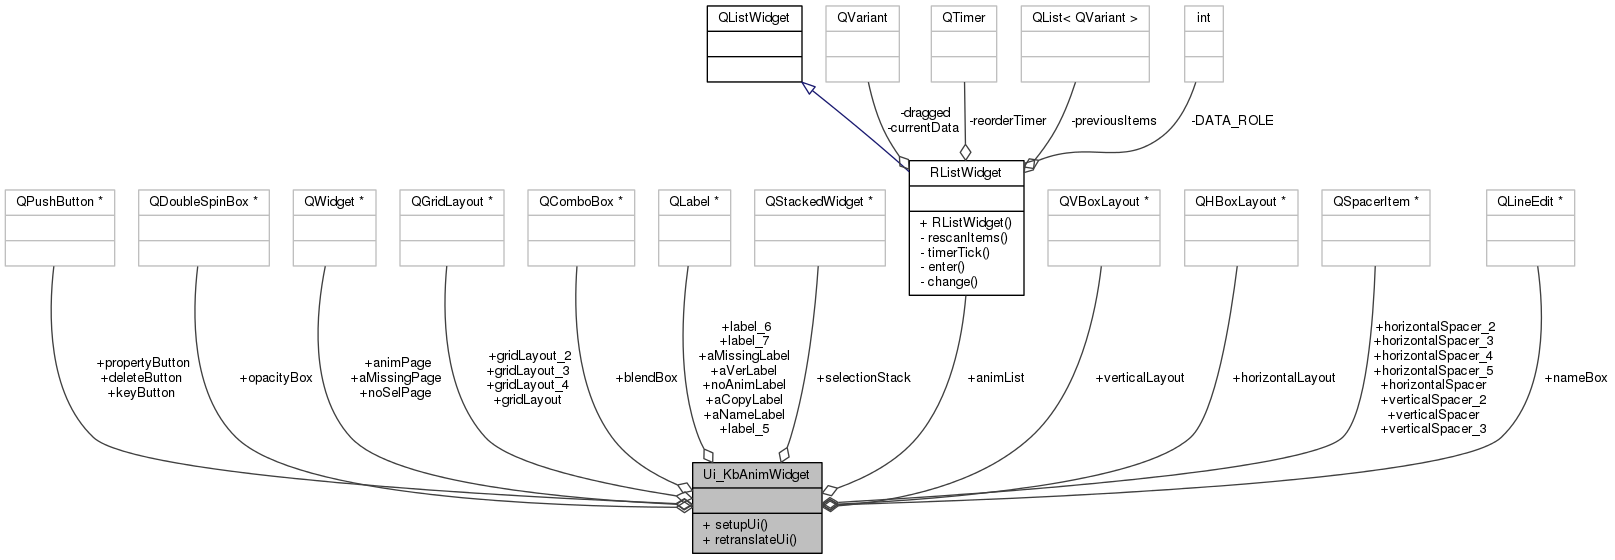 QListWidget
QVariant
QTimer
QList< QVariant >
int
-dragged
-currentData
-reorderTimer
-previousItems
-DATA_ROLE
RListWidget
+ RListWidget()
- rescanItems()
- timerTick()
- enter()
- change()
QPushButton *
QDoubleSpinBox *
QWidget *
QGridLayout *
QComboBox *
QLabel *
QStackedWidget *
QVBoxLayout *
QHBoxLayout *
QSpacerItem *
QLineEdit *
+propertyButton
+deleteButton
+keyButton
+opacityBox
+animPage
+aMissingPage
+noSelPage
+gridLayout_2
+gridLayout_3
+gridLayout_4
+gridLayout
+blendBox
+label_6
+label_7
+aMissingLabel
+aVerLabel
+noAnimLabel
+aCopyLabel
+aNameLabel
+label_5
+selectionStack
+animList
+verticalLayout
+horizontalLayout
+horizontalSpacer_2
+horizontalSpacer_3
+horizontalSpacer_4
+horizontalSpacer_5
+horizontalSpacer
+verticalSpacer_2
+verticalSpacer
+verticalSpacer_3
+nameBox
Ui_KbAnimWidget
+ setupUi()
+ retranslateUi()